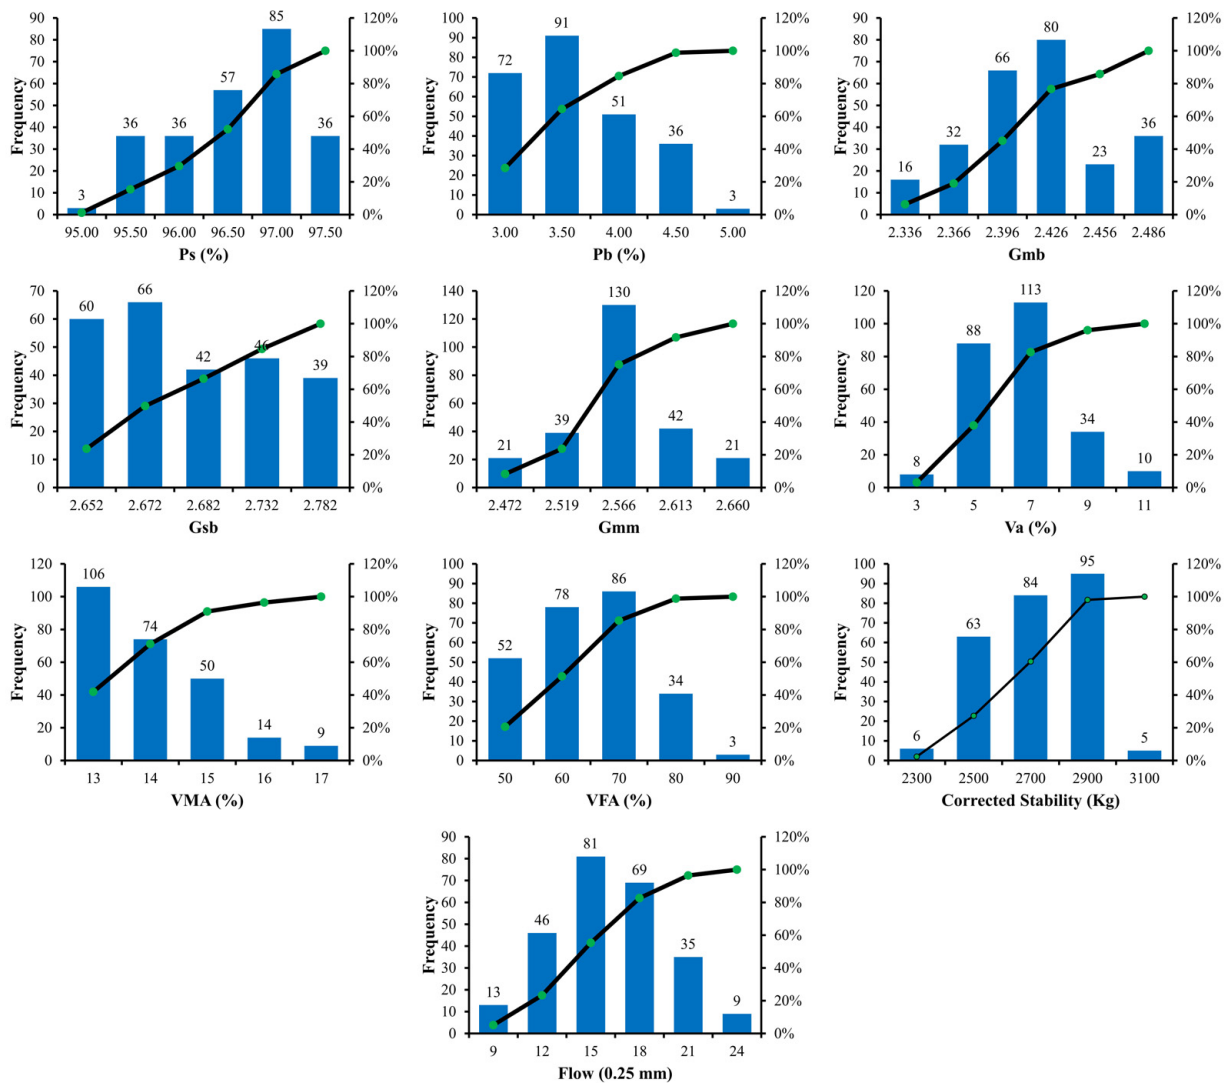 90 80 70 60 50 40 30 20 10 0
Frequency
3 36 36 57 85 36
120% 100% 80% 60% 40% 20% 0%
95.00 95.50 96.00 96.50 97.00 97.50
Ps (%)
100 90 80 70 60 50 40 30 20 10 0
Frequency
72 91 51 36 3
120% 100% 80% 60% 40% 20% 0%
3.00 3.50 4.00 4.50 5.00
Pb (%)
90 80 70 60 50 40 30 20 10 0
Frequency
16 32 66 80 23 36
120% 100% 80% 60% 40% 20% 0%
2.336 2.366 2.396 2.426 2.456 2.486
Gmb
70 60 50 40 30 20 10 0
Frequency
60 66 42 46 39
120% 100% 80% 60% 40% 20% 0%
2.652 2.672 2.682 2.732 2.782
Gsb
140 120 100 80 60 40 20 0
Frequency
21 39 130 42 21
120% 100% 80% 60% 40% 20% 0%
2.472 2.519 2.566 2.613 2.660
Gmm
120 100 80 60 40 20 0
Frequency
8 88 113 34 10
120% 100% 80% 60% 40% 20% 0%
3 5 7 9 11
Va (%)
120 100 80 60 40 20 0
Frequency
106 74 50 14 9
120% 100% 80% 60% 40% 20% 0%
13 14 15 16 17
VMA (%)
100 90 80 70 60 50 40 30 20 10 0
Frequency
52 78 86 34 3
120% 100% 80% 60% 40% 20% 0%
50 60 70 80 90
VFA (%)
100 90 80 70 60 50 40 30 20 10 0
Frequency
6 63 84 95 5
120% 100% 80% 60% 40% 20% 0%
2300 2500 2700 2900 3100
Corrected Stability (Kg)
90 80 70 60 50 40 30 20 10 0
Frequency
13 46 81 69 35 9
120% 100% 80% 60% 40% 20% 0%
9 12 15 18 21 24
Flow (0.25 mm)